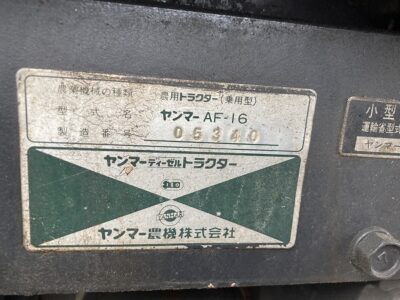 農業機械の種類 農用トラクター(乗用型)
型式名 ヤンマー AF-16
製造番号 05340
ヤンマーディーゼルトラクター
ヤンマー農機株式会社
小型
運輸省型式
ヤンマー